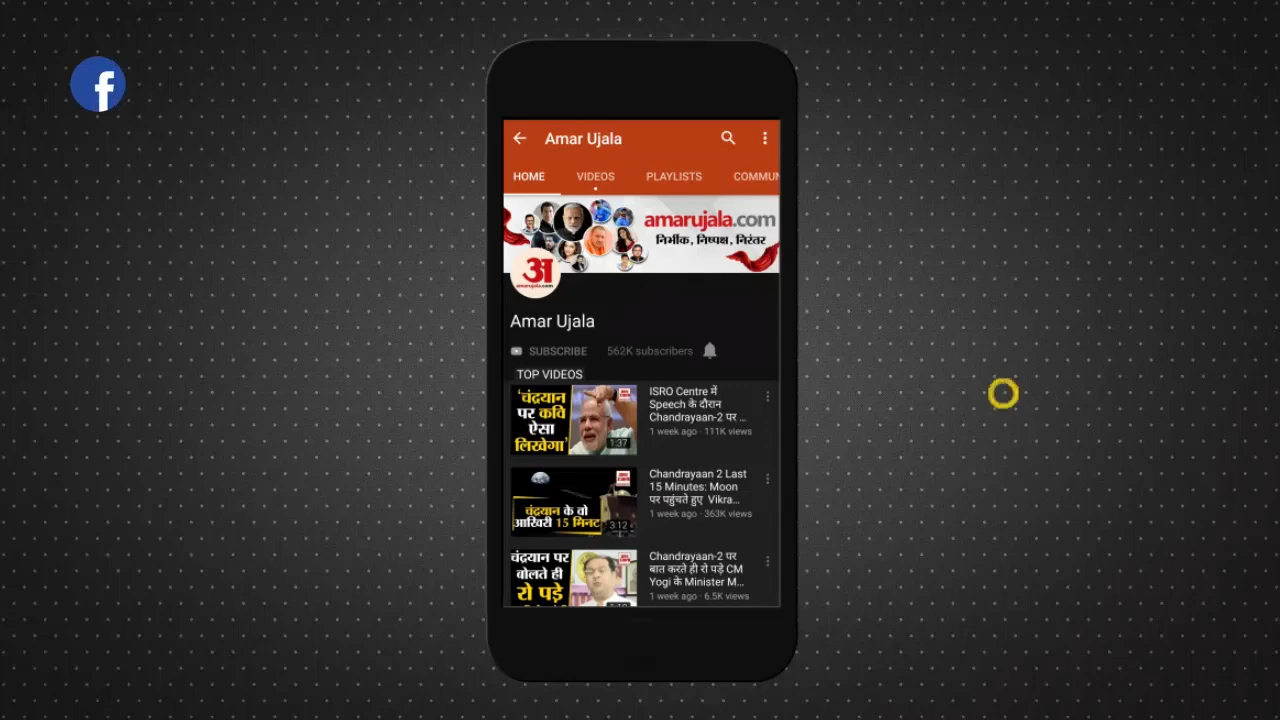 f
Amar Ujala
HOME VIDEOS PLAYLISTS COMMUN
amarujala.com
निर्भीक, निष्पक्ष, निरंतर
अ
amarujala.com
Amar Ujala
SUBSCRIBE 562K subscribers
TOP VIDEOS
'चंद्रयान
पर कवि
ऐसा
लिखेगा'
1:37
ISRO Centre में
Speech के दौरान
Chandrayaan-2 पर ...
1 week ago · 111K views
चंद्रयान के वो
आखिरी 15 मिनट
3:12
Chandrayaan 2 Last
15 Minutes: Moon
पर पहुंचते हुए Vikra...
1 week ago · 363K views
चंद्रयान पर
बोलते ही
रो पड़े
Chandrayaan-2 पर
बात करते ही रो पड़े CM
Yogi के Minister M...
1 week ago · 6.5K views